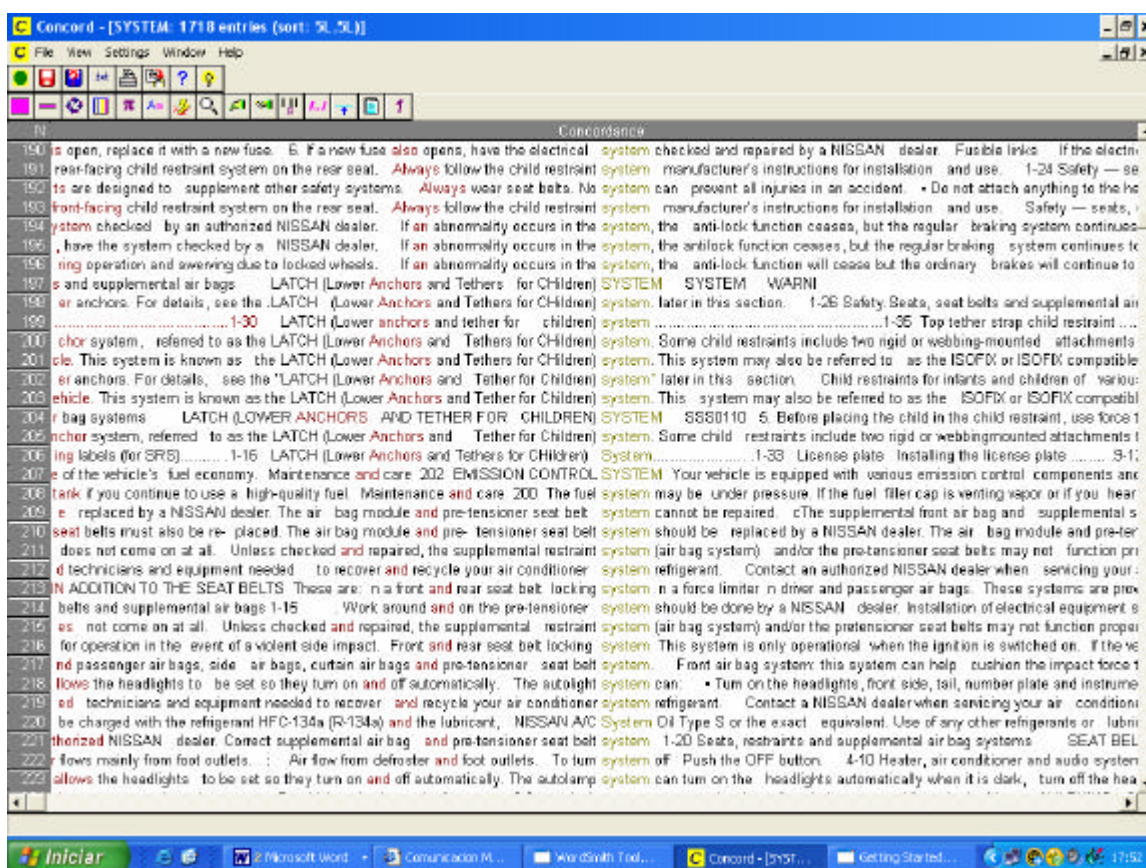 Concord - [SYSTEM: 1718 entries (sort: 5L,5L)]
File View Settings Window Help
N Concordance
190 is open, replace it with a new fuse. 6. If a new fuse also opens, have the electrical system checked and repaired by a NISSAN dealer. Fusible links If the electri
191 rear-facing child restraint system on the rear seat. Always follow the child restraint system manufacturer's instructions for installation and use. 1-24 Safety — se
192 ts are designed to supplement other safety systems. Always wear seat belts. No system can prevent all injuries in an accident. • Do not attach anything to the he
193 front-facing child restraint system on the rear seat. Always follow the child restraint system manufacturer's instructions for installation and use. Safety — seats,
194 ystem checked by an authorized NISSAN dealer. If an abnormality occurs in the system, the anti-lock function ceases, but the regular braking system continues
195 , have the system checked by a NISSAN dealer. If an abnormality occurs in the system, the antilock function ceases, but the regular braking system continues to
196 ring operation and swerving due to locked wheels. If an abnormality occurs in the system, the anti-lock function will cease but the ordinary brakes will continue to
197 s and supplemental air bags LATCH (Lower Anchors and Tethers for CHildren) SYSTEM SYSTEM WARNI
198 er anchors. For details, see the .LATCH (Lower Anchors and Tethers for CHildren) system. later in this section. 1-26 Safety. Seats, seat belts and supplemental air
199 ....................................1-30 LATCH (Lower anchors and tether for children) system ..............................................1-35 Top tether strap child restraint ....
200 chor system, referred to as the LATCH (Lower Anchors and Tethers for CHildren) system. Some child restraints include two rigid or webbing-mounted attachments
201 cle. This system is known as the LATCH (Lower Anchors and Tethers for CHildren) system. This system may also be referred to as the ISOFIX or ISOFIX compatible
202 er anchors. For details, see the "LATCH (Lower Anchors and Tether for CHildren) system" later in this section. Child restraints for infants and children of variou
203 ehicle. This system is known as the LATCH (Lower Anchors and Tether for CHildren) system. This system may also be referred to as the ISOFIX or ISOFIX compatibl
204 r bag systems LATCH (LOWER ANCHORS AND TETHER FOR CHILDREN) SYSTEM SSS0110 5. Before placing the child in the child restraint, use force t
205 nchor system, referred to as the LATCH (Lower Anchors and Tether for CHildren) system. Some child restraints include two rigid or webbingmounted attachments t
206 ing labels (for SRS)......... 1-16 LATCH (Lower Anchors and Tethers for CHildren) System......................1-33 License plate Installing the license plate .......
207 e of the vehicle's fuel economy. Maintenance and care 202 EMISSION CONTROL SYSTEM Your vehicle is equipped with various emission control components and
208 tank if you continue to use a high-quality fuel. Maintenance and care 200 The fuel system may be under pressure. If the fuel filler cap is venting vapor or if you hear
209 e replaced by a NISSAN dealer. The air bag module and pre-tensioner seat belt system cannot be repaired. cThe supplemental front air bag and supplemental s
210 seat belts must also be re- placed. The air bag module and pre- tensioner seat belt system should be replaced by a NISSAN dealer. The air bag module and pre-ter
211 does not come on at all. Unless checked and repaired, the supplemental restraint system (air bag system) and/or the pre-tensioner seat belts may not function pro
212 d technicians and equipment needed to recover and recycle your air conditioner system refrigerant. Contact an authorized NISSAN dealer when servicing your
213 IN ADDITION TO THE SEAT BELTS These are: n a front and rear seat belt locking system n a force limiter n driver and passenger air bags. These systems are prov
214 belts and supplemental air bags 1-15 . Work around and on the pre-tensioner system should be done by a NISSAN dealer. Installation of electrical equipment s
215 es not come on at all. Unless checked and repaired, the supplemental restraint system (air bag system) and/or the pretensioner seat belts may not function proper
216 for operation in the event of a violent side impact. Front and rear seat belt locking system This system is only operational when the ignition is switched on. If the ve
217 nd passenger air bags, side air bags, curtain air bags and pre-tensioner seat belt system. Front air bag system: this system can help cushion the impact force
218 llows the headlights to be set so they turn on and off automatically. The autolight system can: • Turn on the headlights, front side, tail, number plate and instrume
219 ed technicians and equipment needed to recover and recycle your air conditioner system refrigerant. Contact a NISSAN dealer when servicing your air conditioni
220 be charged with the refrigerant HFC-134a (R-134a) and the lubricant, NISSAN A/C System Oil Type S or the exact equivalent. Use of any other refrigerants or lubri
221 thorized NISSAN dealer. Correct supplemental air bag and pre-tensioner seat belt system 1-20 Seats, restraints and supplemental air bag systems SEAT BEL
222 r flows mainly from foot outlets. : Air flow from defroster and foot outlets. To turn system off Push the OFF button. 4-10 Heater, air conditioner and audio system
223 allows the headlights to be set so they turn on and off automatically. The autolamp system can turn on the headlights automatically when it is dark, turn off the hea
Iniciar 2 Microsoft Word Comunicacion M... WordSmith Tool... Concord - [SYST... Getting Started...